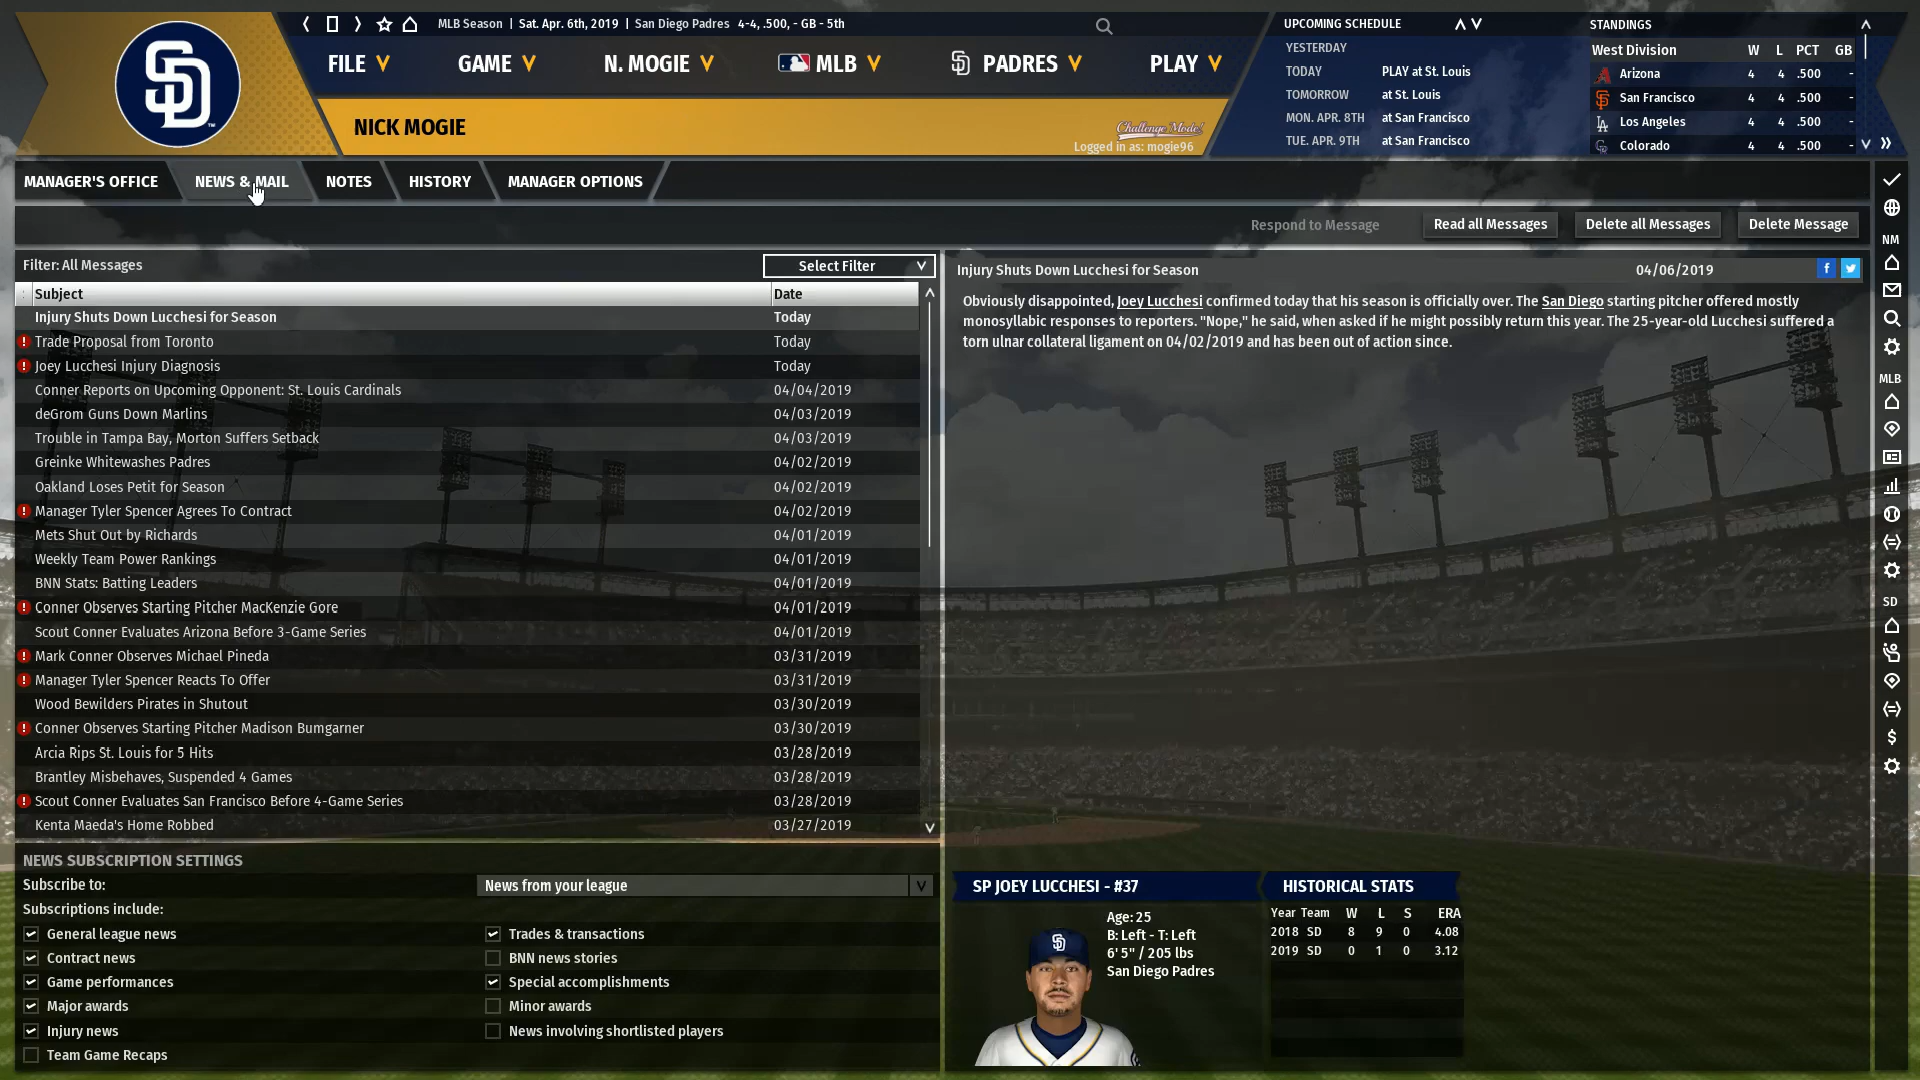 MLB Season | Sat. Apr. 6th, 2019 | San Diego Padres 4-4, .500, - GB - 5th
FILE GAME N. MOGIE MLB PADRES PLAY
SD
NICK MOGIE
Challenge Mode!
Logged in as: mogie96
UPCOMING SCHEDULE
YESTERDAY
TODAY PLAY at St. Louis
TOMORROW at St. Louis
MON. APR. 8TH at San Francisco
TUE. APR. 9TH at San Francisco
STANDINGS
West Division W L PCT GB
Arizona 4 4 .500 -
San Francisco 4 4 .500 -
Los Angeles 4 4 .500 -
Colorado 4 4 .500 -
MANAGER'S OFFICE NEWS & MAIL NOTES HISTORY MANAGER OPTIONS
Respond to Message Read all Messages Delete all Messages Delete Message
Filter: All Messages Select Filter
Subject Date
Injury Shuts Down Lucchesi for Season Today
Trade Proposal from Toronto Today
Joey Lucchesi Injury Diagnosis Today
Conner Reports on Upcoming Opponent: St. Louis Cardinals 04/04/2019
deGrom Guns Down Marlins 04/03/2019
Trouble in Tampa Bay, Morton Suffers Setback 04/03/2019
Greinke Whitewashes Padres 04/02/2019
Oakland Loses Petit for Season 04/02/2019
Manager Tyler Spencer Agrees To Contract 04/02/2019
Mets Shut Out by Richards 04/01/2019
Weekly Team Power Rankings 04/01/2019
BNN Stats: Batting Leaders 04/01/2019
Conner Observes Starting Pitcher MacKenzie Gore 04/01/2019
Scout Conner Evaluates Arizona Before 3-Game Series 04/01/2019
Mark Conner Observes Michael Pineda 03/31/2019
Manager Tyler Spencer Reacts To Offer 03/31/2019
Wood Bewilders Pirates in Shutout 03/30/2019
Conner Observes Starting Pitcher Madison Bumgarner 03/30/2019
Arcia Rips St. Louis for 5 Hits 03/28/2019
Brantley Misbehaves, Suspended 4 Games 03/28/2019
Scout Conner Evaluates San Francisco Before 4-Game Series 03/28/2019
Kenta Maeda's Home Robbed 03/27/2019
NEWS SUBSCRIPTION SETTINGS
Subscribe to: News from your league
Subscriptions include:
General league news Trades & transactions
Contract news BNN news stories
Game performances Special accomplishments
Major awards Minor awards
Injury news News involving shortlisted players
Team Game Recaps
Injury Shuts Down Lucchesi for Season 04/06/2019
Obviously disappointed, Joey Lucchesi confirmed today that his season is officially over. The San Diego starting pitcher offered mostly
monosyllabic responses to reporters. "Nope," he said, when asked if he might possibly return this year. The 25-year-old Lucchesi suffered a
torn ulnar collateral ligament on 04/02/2019 and has been out of action since.
SP JOEY LUCCHESI - #37
Age: 25
B: Left - T: Left
6' 5" / 205 lbs
San Diego Padres
HISTORICAL STATS
Year Team W L S ERA
2018 SD 8 9 0 4.08
2019 SD 0 1 0 3.12
NM
MLB
SD